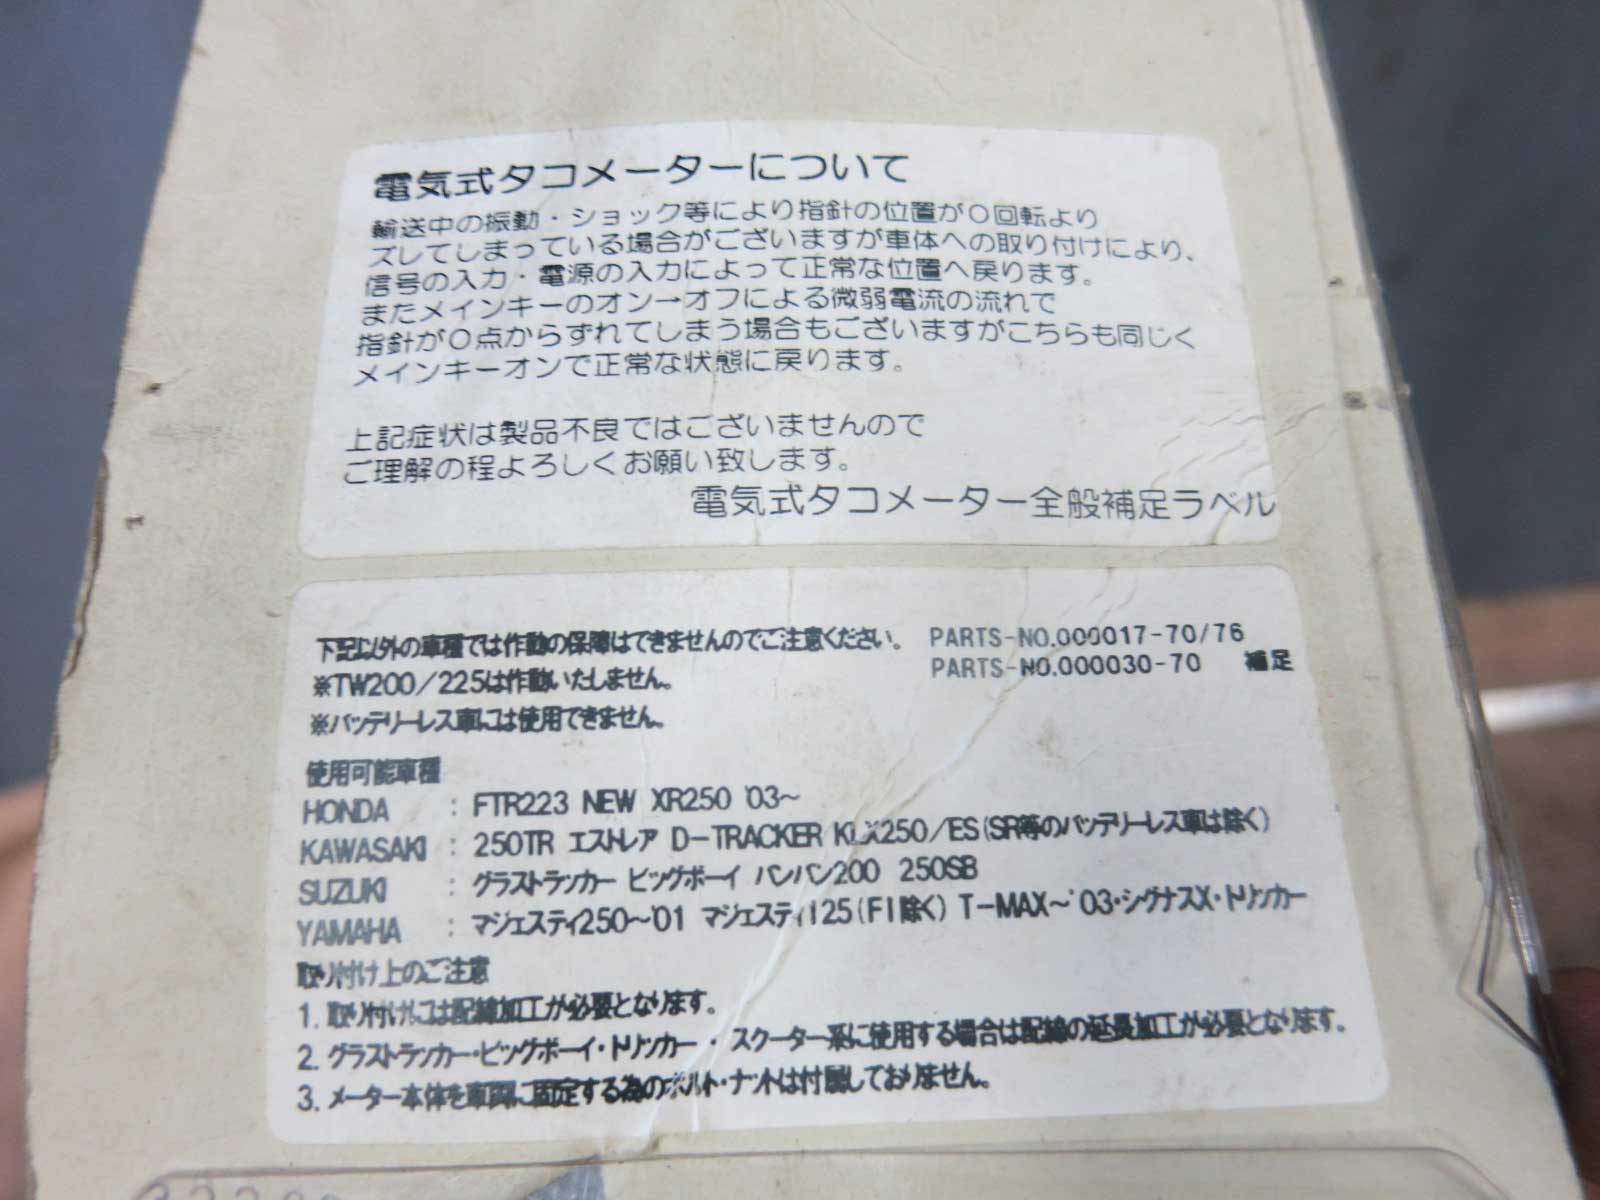 電気式タコメーターについて
輸送中の振動・ショック等により指針の位置が〇回転より
ズレてしまっている場合がございますが車体への取り付けにより、
信号の入力・電源の入力によって正常な位置へ戻ります。
またメインキーのオン→オフによる微弱電流の流れで
指針が〇点からずれてしまう場合もございますがこちらも同じく
メインキーオンで正常な状態に戻ります。
上記症状は製品不良ではございませんので
ご理解の程よろしくお願い致します。
電気式タコメーター全般補足ラベル
下記以外の車種では作動の保障はできませんのでご注意ください。 PARTS-NO.000017-70/76
※TW200/225は作動いたしません。 PARTS-NO.000030-70 補足
※バッテリーレス車には使用できません。
使用可能車種
HONDA : FTR223 NEW XR250 '03~
KAWASAKI : 250TR エストレア D-TRACKER KLX250/ES(SR等のバッテリーレス車は除く)
SUZUKI : グラストラッカー ビッグボーイ バンバン200 250SB
YAMAHA : マジェスティ250~'01 マジェスティ125(FI除く) T-MAX~'03・シグナスX・トリッカー
取り付け上のご注意
1. 取り付けには配線加工が必要となります。
2. グラストラッカー・ビッグボーイ・トリッカー・スクーター系に使用する場合は配線の延長加工が必要となります。
3. メーター本体を車両に固定する為のボルト・ナットは付属しておりません。